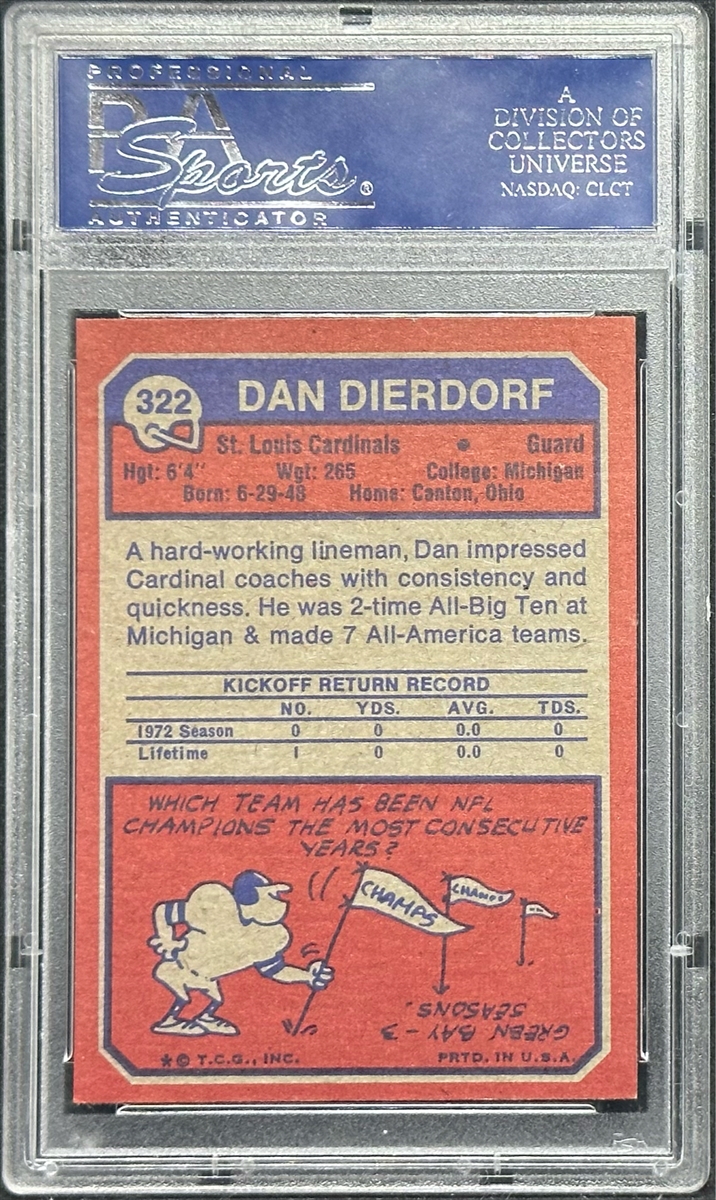 PROFESSIONAL
PSA
Sports®
AUTHENTICATOR
A
DIVISION OF
COLLECTORS
UNIVERSE
NASDAQ: CLCT
322
DAN DIERDORF
St. Louis Cardinals • Guard
Hgt: 6'4" Wgt: 265 College: Michigan
Born: 6-29-48 Home: Canton, Ohio
A hard-working lineman, Dan impressed
Cardinal coaches with consistency and
quickness. He was 2-time All-Big Ten at
Michigan & made 7 All-America teams.
KICKOFF RETURN RECORD
NO. YDS. AVG. TDS.
1972 Season 0 0 0.0 0
Lifetime 1 0 0.0 0
WHICH TEAM HAS BEEN NFL
CHAMPIONS THE MOST CONSECUTIVE
YEARS?
CHAMPS
CHAMPS
GREEN BAY - 3
SEASONS.
*© T.C.G., INC. PRTD. IN U.S.A.